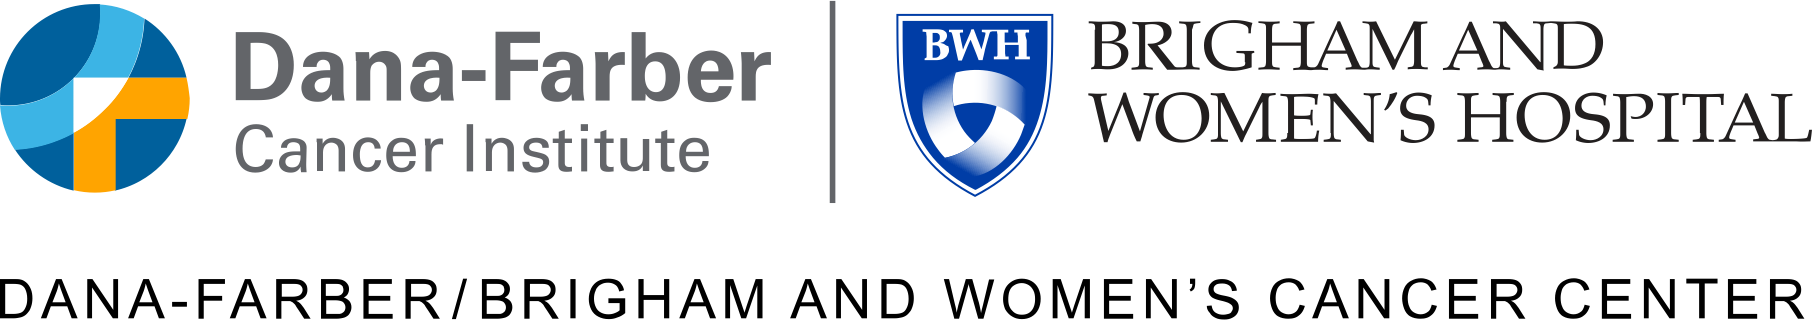 Dana-Farber
Cancer Institute
BWH
BRIGHAM AND
WOMEN’S HOSPITAL
DANA-FARBER/BRIGHAM AND WOMEN’S CANCER CENTER